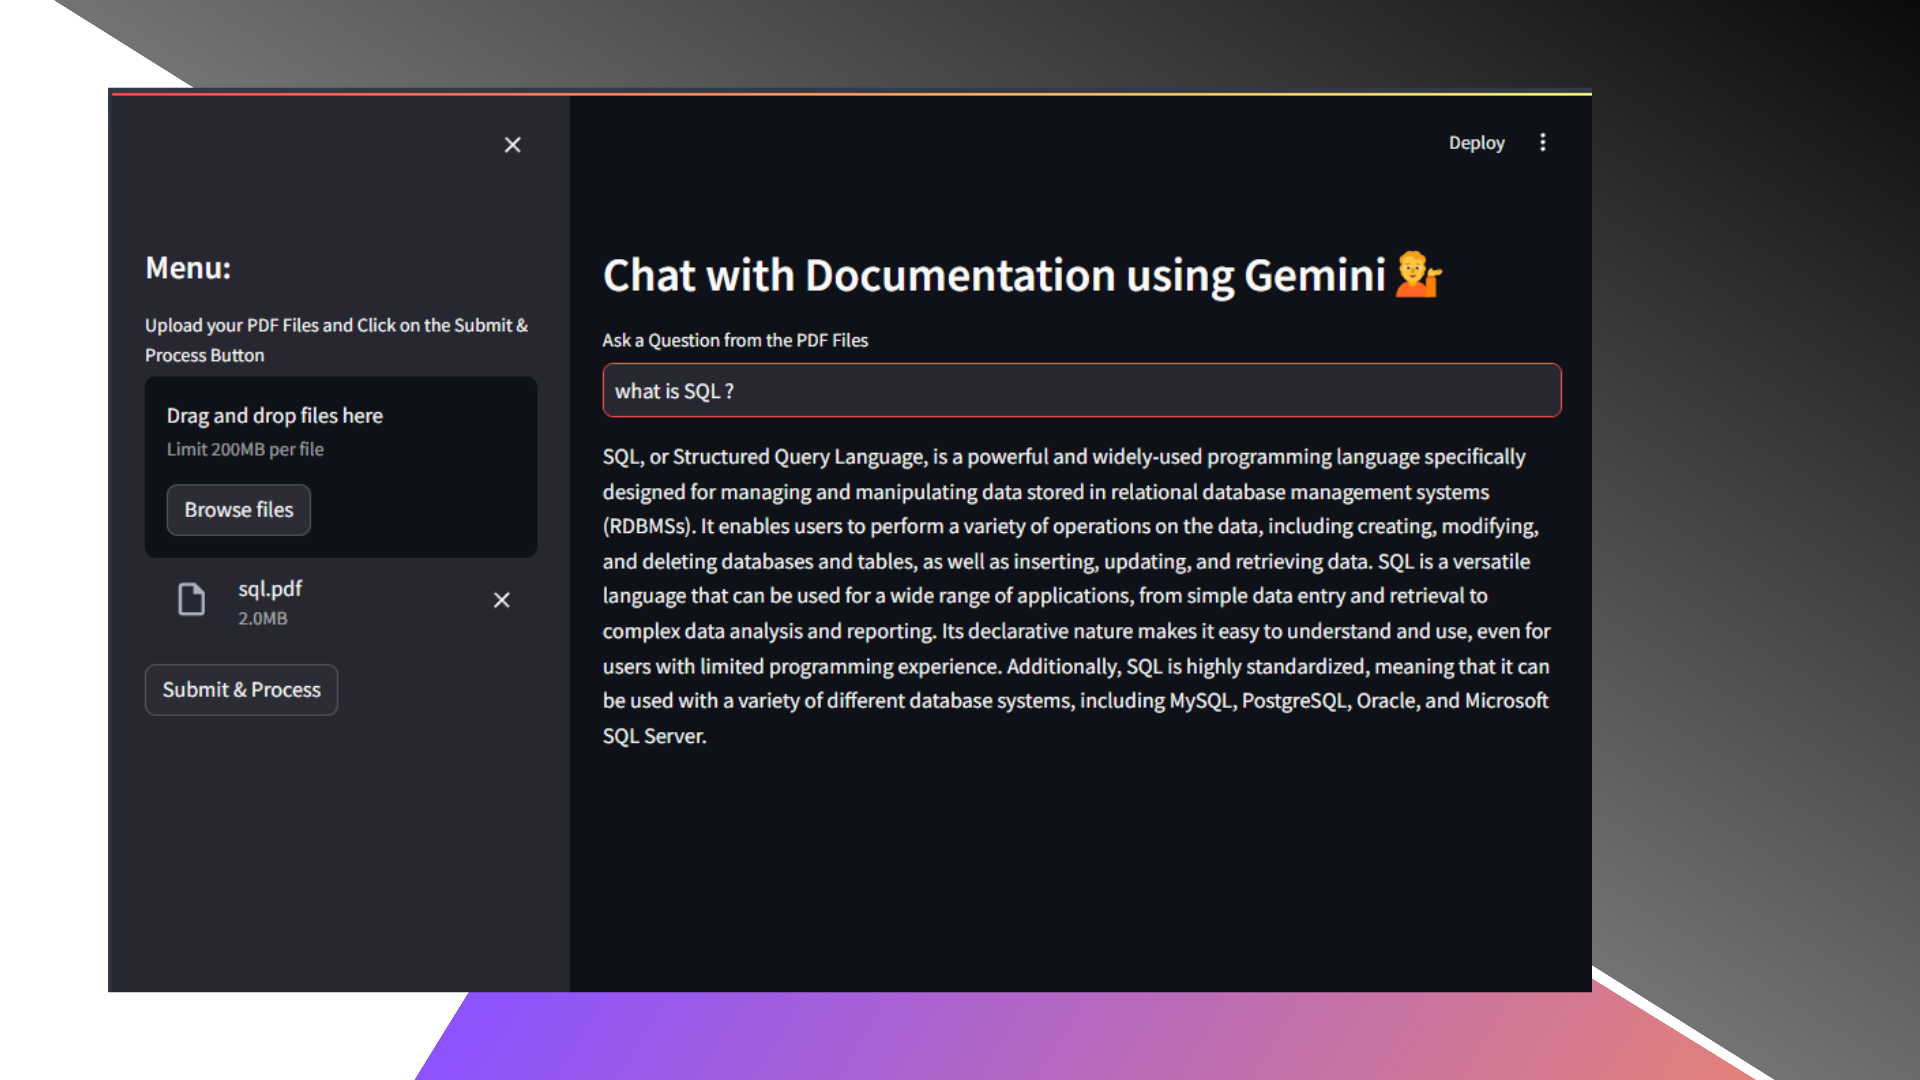 Menu:
Upload your PDF Files and Click on the Submit &
Process Button
Drag and drop files here
Limit 200MB per file
Browse files
sql.pdf
2.0MB
Submit & Process
Deploy
Chat with Documentation using Gemini 💁
Ask a Question from the PDF Files
what is SQL ?
SQL, or Structured Query Language, is a powerful and widely-used programming language specifically
designed for managing and manipulating data stored in relational database management systems
(RDBMSs). It enables users to perform a variety of operations on the data, including creating, modifying,
and deleting databases and tables, as well as inserting, updating, and retrieving data. SQL is a versatile
language that can be used for a wide range of applications, from simple data entry and retrieval to
complex data analysis and reporting. Its declarative nature makes it easy to understand and use, even for
users with limited programming experience. Additionally, SQL is highly standardized, meaning that it can
be used with a variety of different database systems, including MySQL, PostgreSQL, Oracle, and Microsoft
SQL Server.